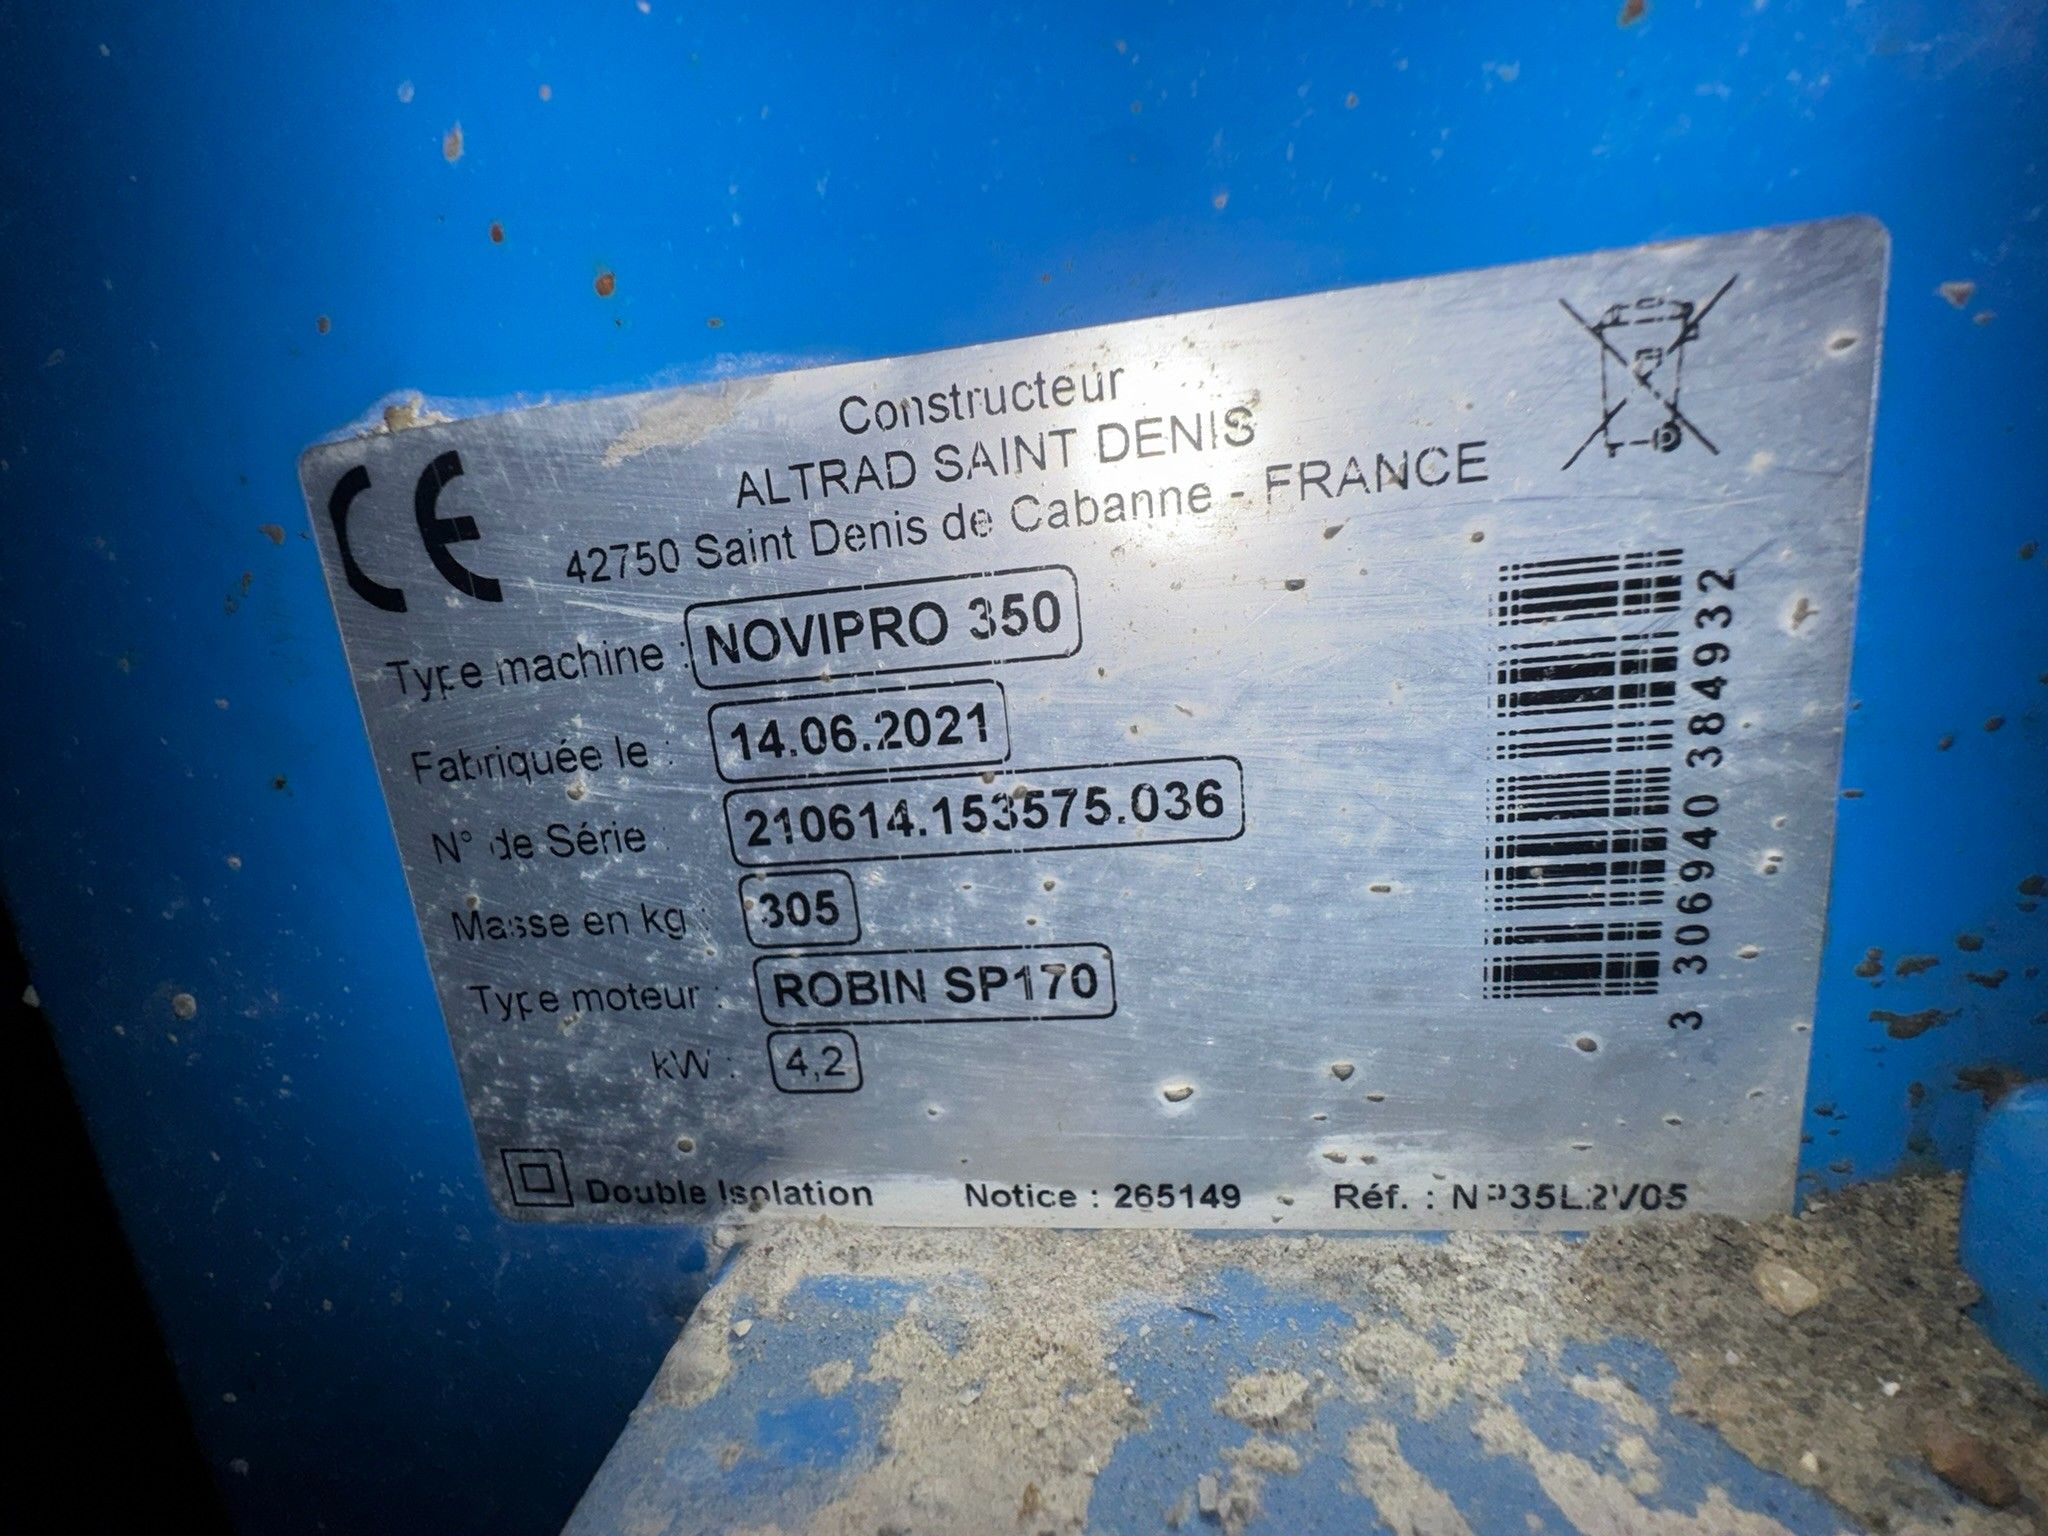 CE
Constructeur
ALTRAD SAINT DENIS
42750 Saint Denis de Cabanne - FRANCE
Type machine : NOVIPRO 350
Fabriquée le : 14.06.2021
N° de Série : 210614.153575.036
Masse en kg : 305
Type moteur : ROBIN SP170
kW : 4,2
3 306940 384932
Double Isolation Notice : 265149 Réf. : NP35L2V05